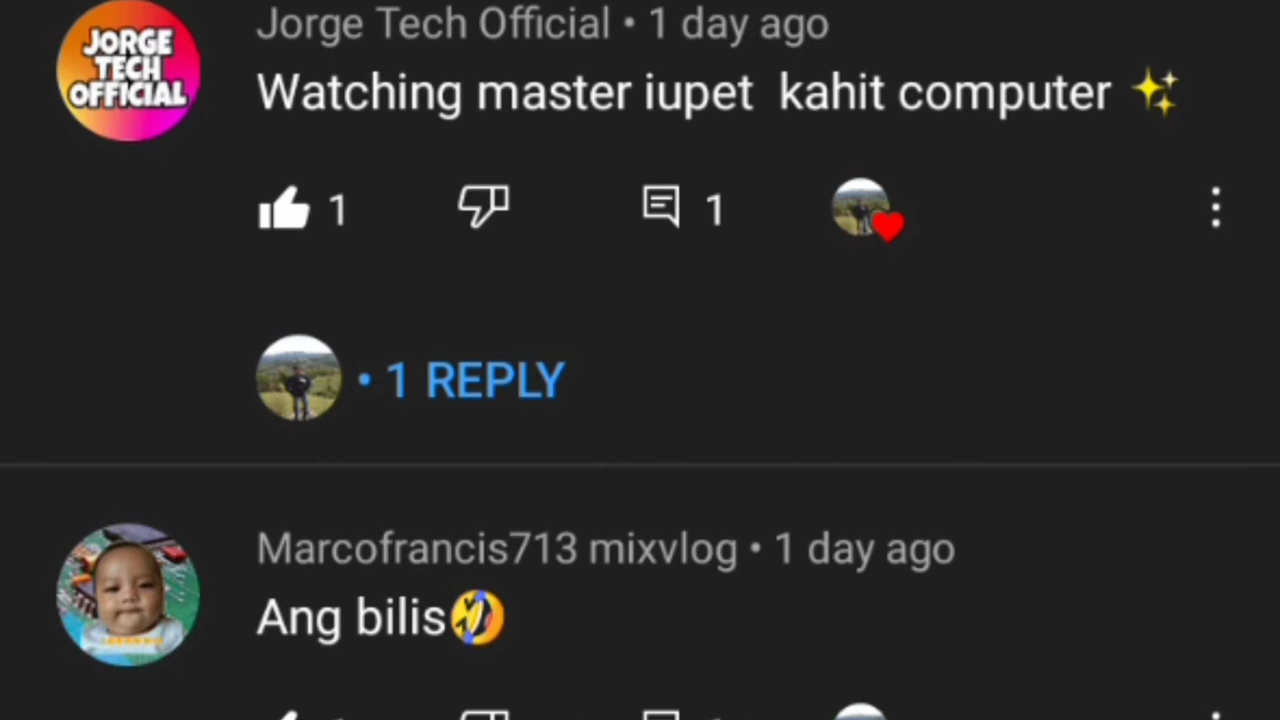 JORGE
TECH
OFFICIAL
Jorge Tech Official • 1 day ago
Watching master iupet kahit computer ✨
1
1
• 1 REPLY
Marcofrancis713 mixvlog • 1 day ago
Ang bilis🤣